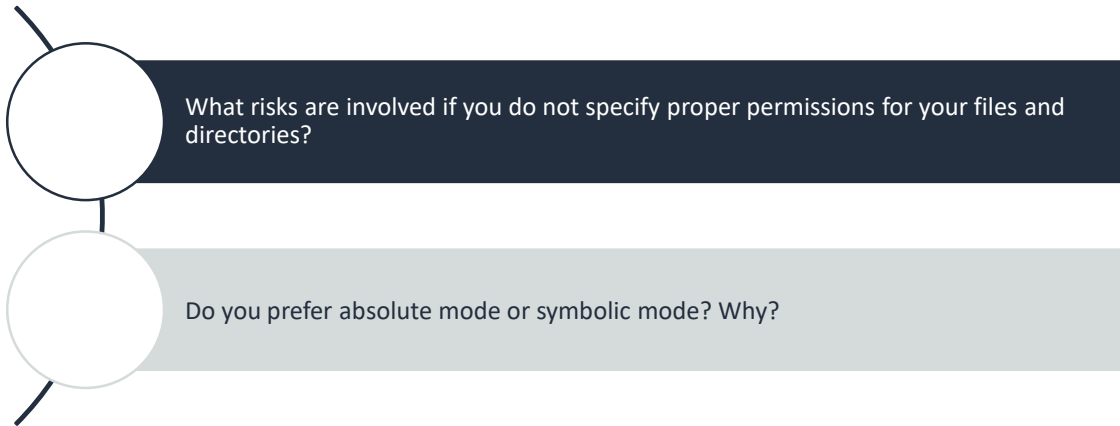 What risks are involved if you do not specify proper permissions for your files and
directories?
Do you prefer absolute mode or symbolic mode? Why?